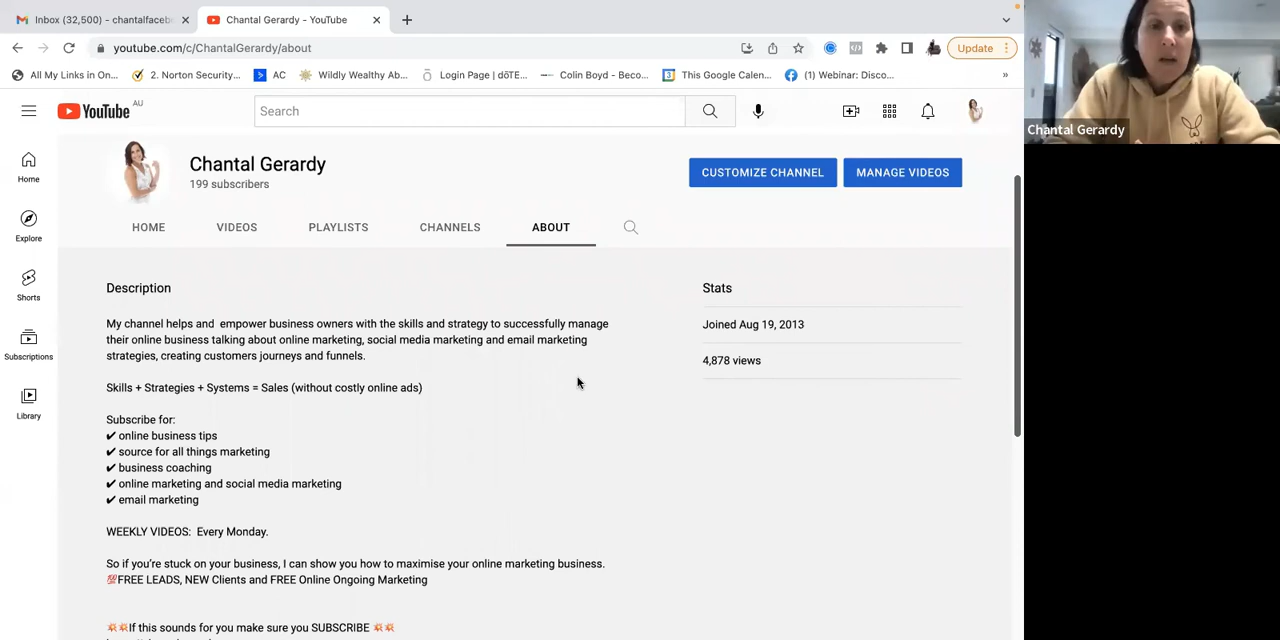 Inbox (32,500) - chantalfaceb
Chantal Gerardy - YouTube
youtube.com/c/ChantalGerardy/about
Update
All My Links in On...
2. Norton Security...
AC
Wildly Wealthy Ab...
Login Page | dōTE...
Colin Boyd - Beco...
This Google Calen...
(1) Webinar: Disco...
»
YouTube AU
Search
Chantal Gerardy
199 subscribers
CUSTOMIZE CHANNEL
MANAGE VIDEOS
HOME
VIDEOS
PLAYLISTS
CHANNELS
ABOUT
Home
Explore
Shorts
Subscriptions
Library
Description
My channel helps and empower business owners with the skills and strategy to successfully manage
their online business talking about online marketing, social media marketing and email marketing
strategies, creating customers journeys and funnels.
Skills + Strategies + Systems = Sales (without costly online ads)
Subscribe for:
✔ online business tips
✔ source for all things marketing
✔ business coaching
✔ online marketing and social media marketing
✔ email marketing
WEEKLY VIDEOS: Every Monday.
So if you're stuck on your business, I can show you how to maximise your online marketing business.
💯FREE LEADS, NEW Clients and FREE Online Ongoing Marketing
💥💥If this sounds for you make sure you SUBSCRIBE 💥💥
Stats
Joined Aug 19, 2013
4,878 views
Chantal Gerardy